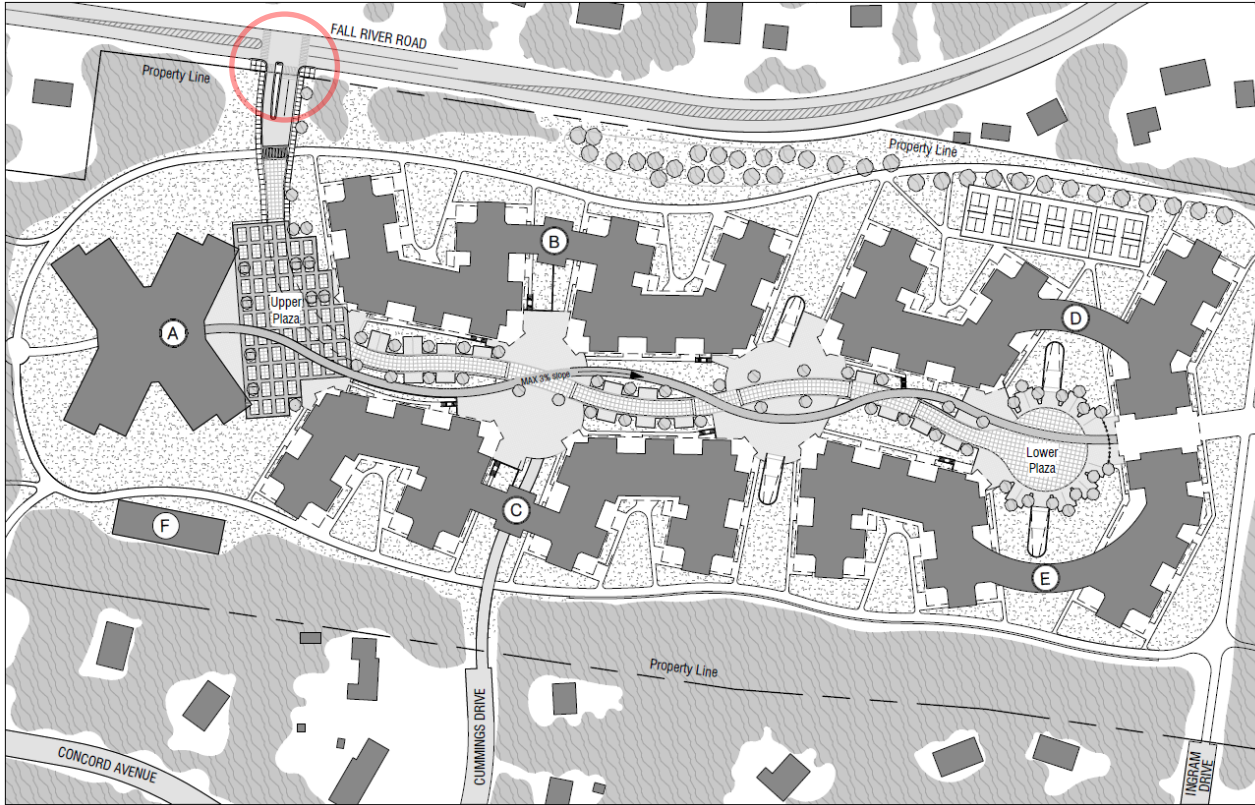 FALL RIVER ROAD
Property Line
Property Line
B
Upper
Plaza
A
D
MAX 3% slope
Lower
Plaza
C
F
E
Property Line
CUMMINGS DRIVE
CONCORD AVENUE
INGRAM
DRIVE